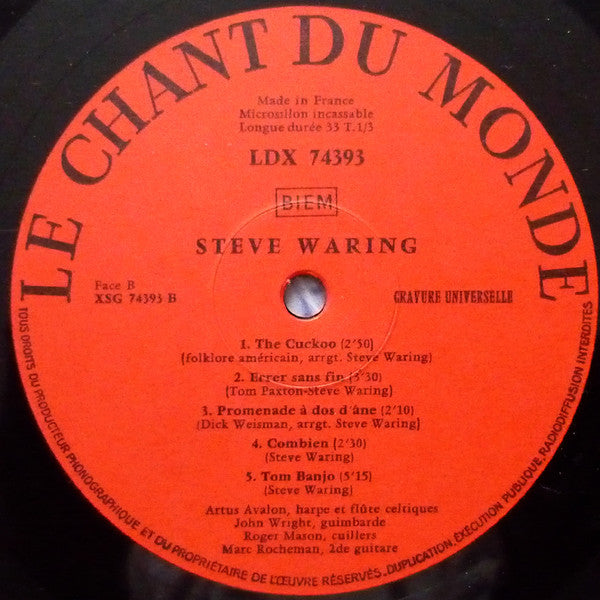 LE CHANT DU MONDE
Made in France
Microssillon incassable
Longue durée 33 T.1/3
LDX 74393
BIEM
STEVE WARING
Face B
XSG 74393 B
GRAVURE UNIVERSELLE
1. The Cuckoo (2'50)
(folklore américain, arrgt. Steve Waring)
2. Errer sans fin (3'30)
(Tom Paxton-Steve Waring)
3. Promenade à dos d'âne (2'10)
(Dick Weisman, arrgt. Steve Waring)
4. Combien (2'30)
(Steve Waring)
5. Tom Banjo (5'15)
(Steve Waring)
Artus Avalon, harpe et flûte celtiques
John Wright, guimbarde
Roger Mason, cuillers
Marc Rocheman, 2de guitare
TOUS DROITS DU PRODUCTEUR PHONOGRAPHIQUE ET DU PROPRIÉTAIRE DE L'ŒUVRE RÉSERVÉS. DUPLICATION, EXÉCUTION PUBLIQUE, RADIODIFFUSION INTERDITES